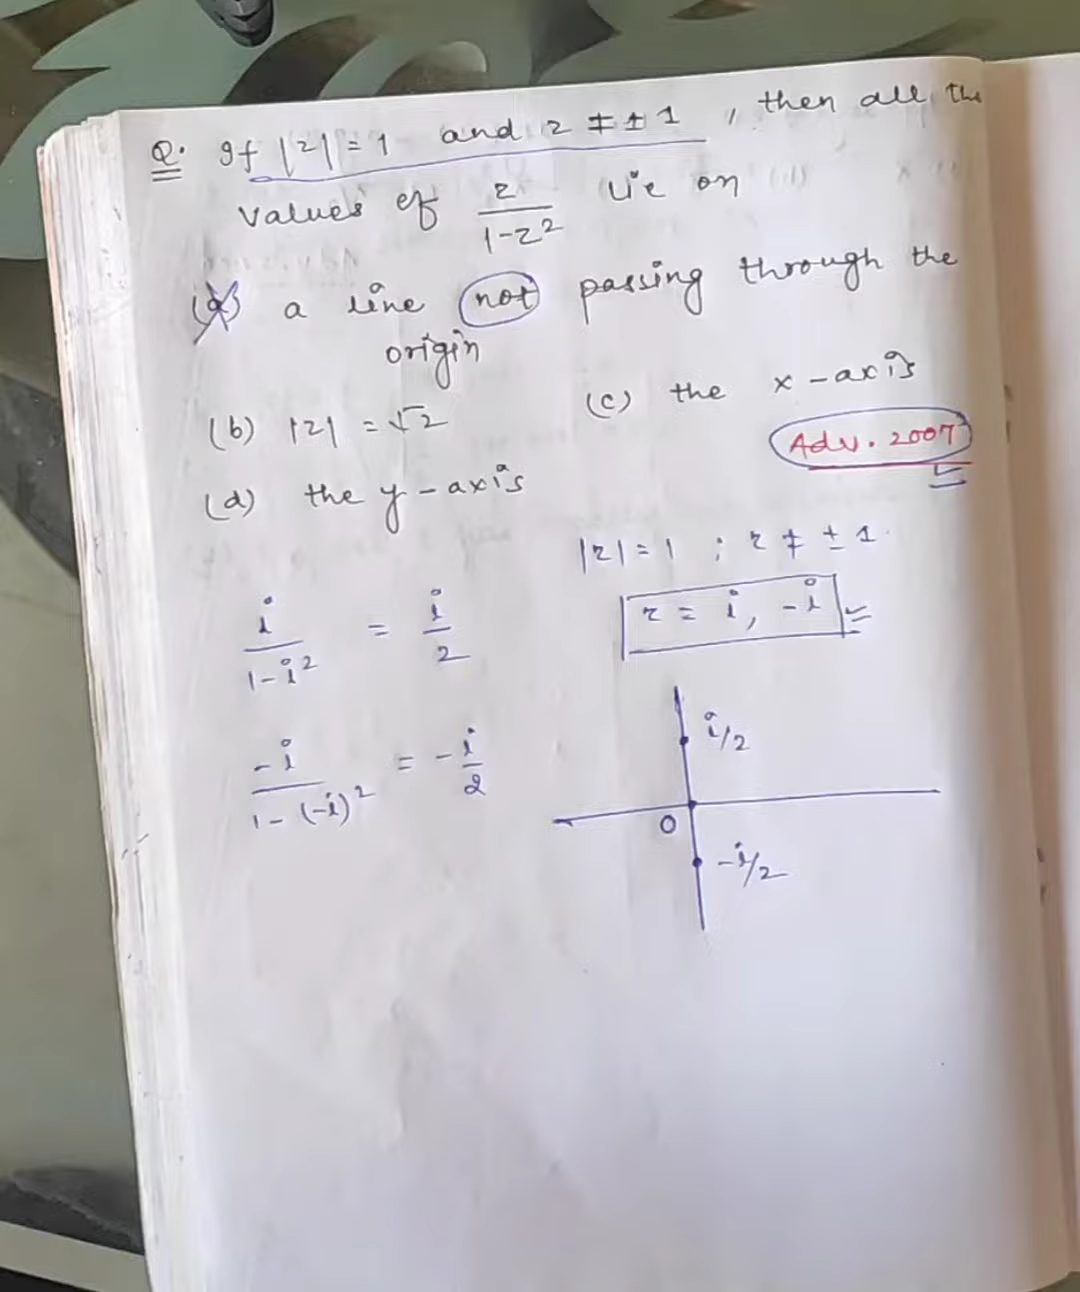 Q. If |z| = 1 and z ≠ ± 1, then all the
values of z/(1-z²) lie on
(a) a line not passing through the
origin
(b) |z| = √2 (c) the x-axis
Adv. 2007
(d) the y-axis
|z| = 1 ; z ≠ ± 1.
i/(1-i²) = i/2 z = i, -i
-i/(1-(-i)²) = -i/2
i/2
O
-i/2